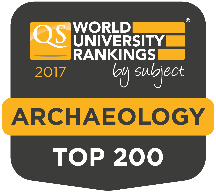 QS WORLD
UNIVERSITY
RANKINGS
2017 by subject
ARCHAEOLOGY
TOP 200